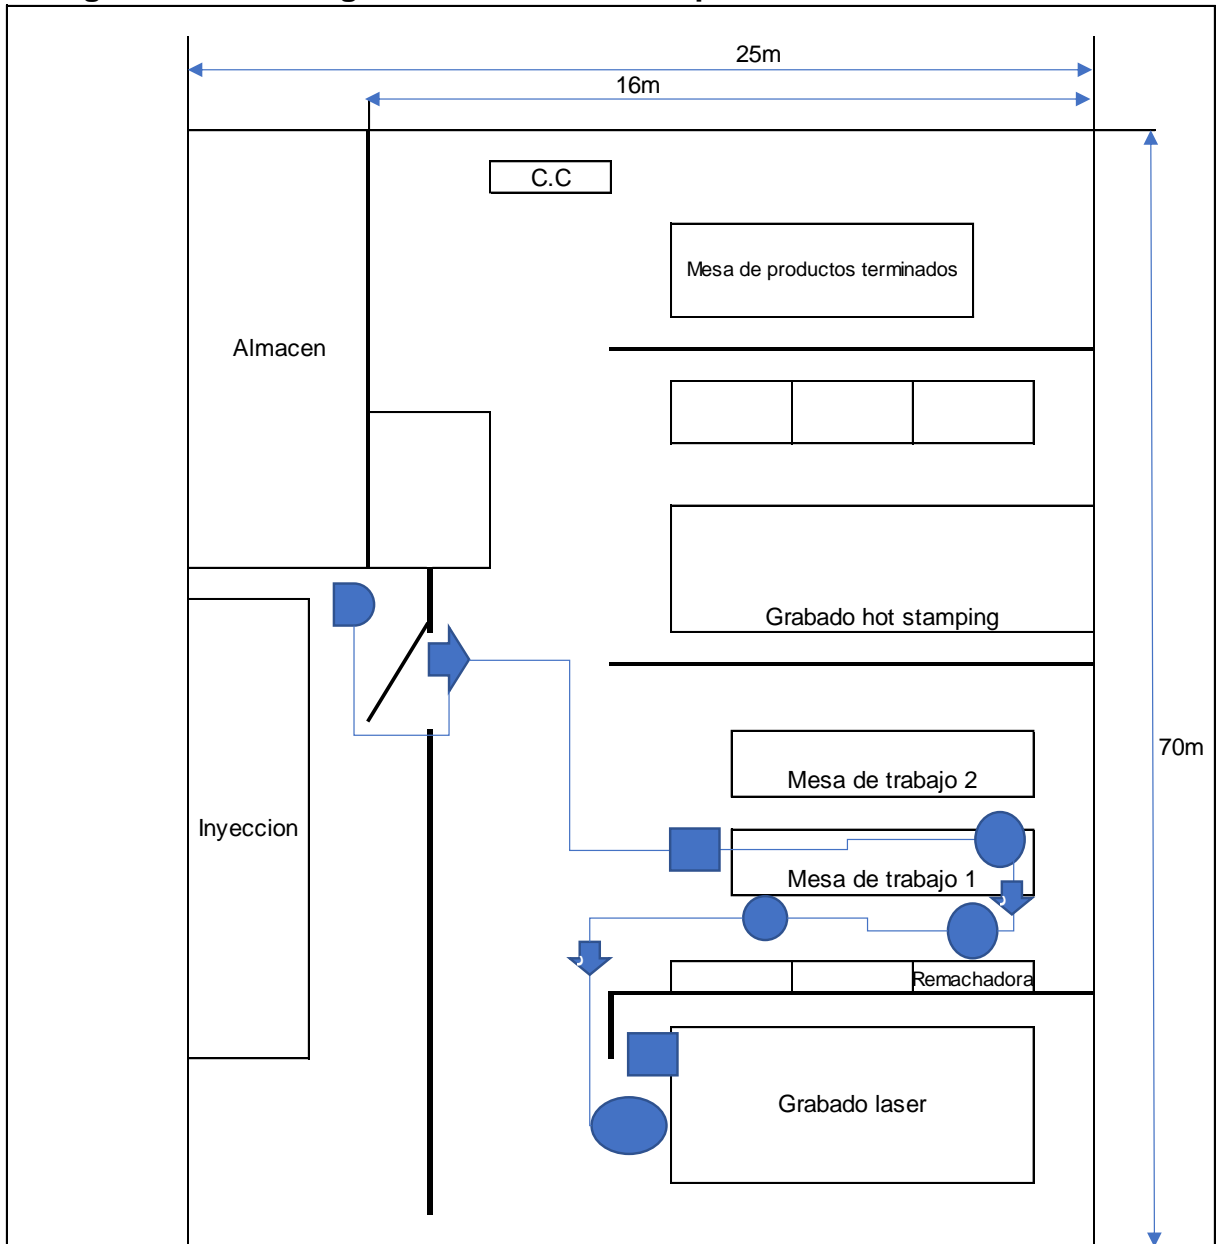 25m
16m
C.C
Mesa de productos terminados
Almacen
Grabado hot stamping
70m
Mesa de trabajo 2
Inyeccion
Mesa de trabajo 1
Remachadora
Grabado laser